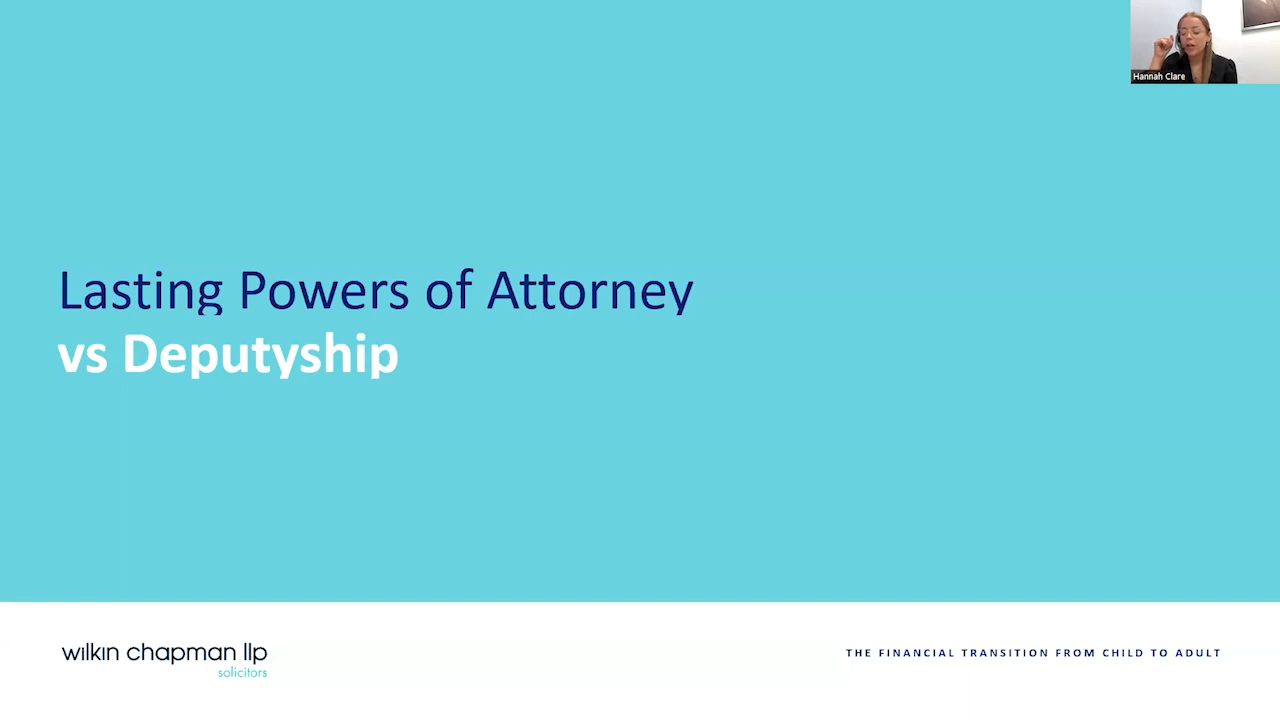 Hannah Clare
Lasting Powers of Attorney
vs Deputyship
wilkin chapman llp
solicitors
THE FINANCIAL TRANSITION FROM CHILD TO ADULT